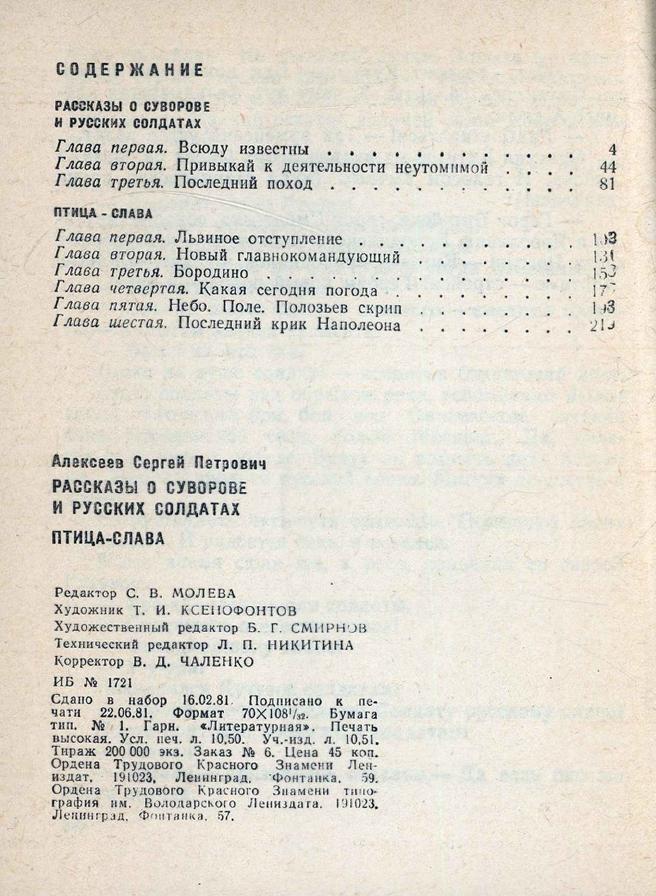 СОДЕРЖАНИЕ
РАССКАЗЫ О СУВОРОВЕ
И РУССКИХ СОЛДАТАХ
Глава первая. Всюду известны . . . . . . . . . . . . 4
Глава вторая. Привыкай к деятельности неутомимой . . . . 44
Глава третья. Последний поход . . . . . . . . . . . 81
ПТИЦА-СЛАВА
Глава первая. Львиное отступление . . . . . . . . . . 103
Глава вторая. Новый главнокомандующий . . . . . . . . 131
Глава третья. Бородино . . . . . . . . . . . . . 153
Глава четвертая. Какая сегодня погода . . . . . . . . .
Глава пятая. Небо. Поле. Полозьев скрип . . . . . . . . 193
Глава шестая. Последний крик Наполеона . . . . . . . .
Алексеев Сергей Петрович
РАССКАЗЫ О СУВОРОВЕ
И РУССКИХ СОЛДАТАХ
ПТИЦА-СЛАВА
Редактор С. В. МОЛЕВА
Художник Т. И. КСЕНОФОНТОВ
Художественный редактор Б. Г. СМИРНОВ
Технический редактор Л. П. НИКИТИНА
Корректор В. Д. ЧАЛЕНКО
ИБ № 1721
Сдано в набор 16.02.81. Подписано к пе-
чати 22.06.81. Формат 70X108¹/₃₂. Бумага
тип. № 1. Гарн. «Литературная». Печать
высокая. Усл. печ. л. 10,50. Уч.-изд. л. 10,51.
Тираж 200 000 экз. Заказ № 6. Цена 45 коп.
Ордена Трудового Красного Знамени Лен-
издат, 191023, Ленинград, Фонтанка, 59.
Ордена Трудового Красного Знамени типо-
графия им. Володарского Лениздата, 191023,
Ленинград, Фонтанка, 57.